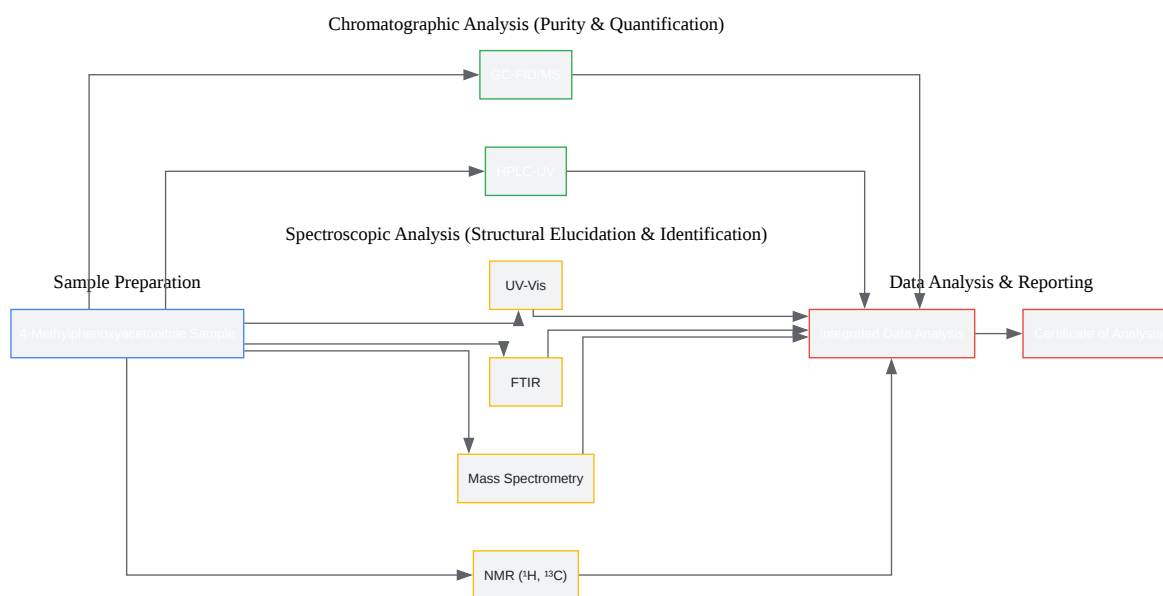 Chromatographic Analysis (Purity & Quantification)
GC-FID/MS
HPLC-UV
Spectroscopic Analysis (Structural Elucidation & Identification)
Sample Preparation
UV-Vis
Data Analysis & Reporting
4-Methylphenoxyacetonitrile Sample
Integrated Data Analysis
Certificate of Analysis
FTIR
Mass Spectrometry
NMR (¹H, ¹³C)